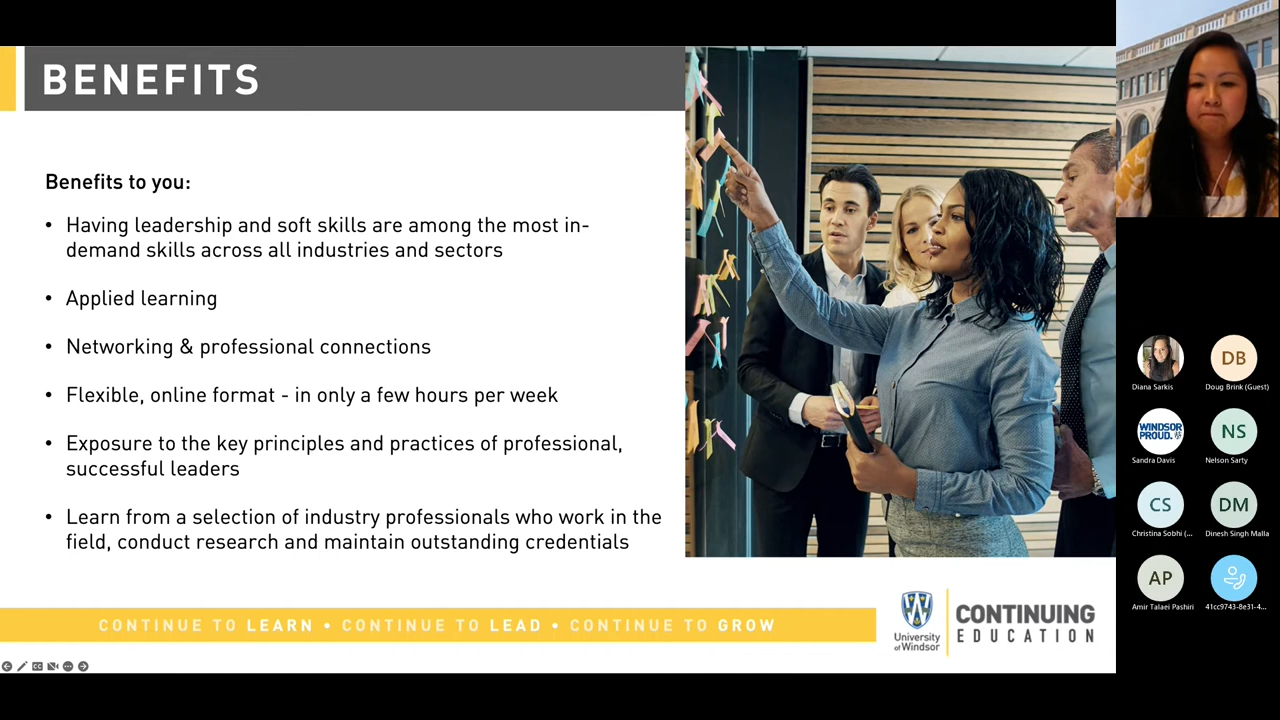 BENEFITS
Benefits to you:
• Having leadership and soft skills are among the most in-
demand skills across all industries and sectors
• Applied learning
• Networking & professional connections
• Flexible, online format - in only a few hours per week
• Exposure to the key principles and practices of professional,
successful leaders
• Learn from a selection of industry professionals who work in the
field, conduct research and maintain outstanding credentials
CONTINUE TO LEARN • CONTINUE TO LEAD • CONTINUE TO GROW
University
of Windsor
CONTINUING
EDUCATION
Diana Sarkis
DB
Doug Brink (Guest)
WINDSOR
PROUD.
Sandra Davis
NS
Nelson Sarty
CS
Christina Sobhi (...
DM
Dinesh Singh Malla
AP
Amir Talaei Pashiri
41cc9743-8e31-4...